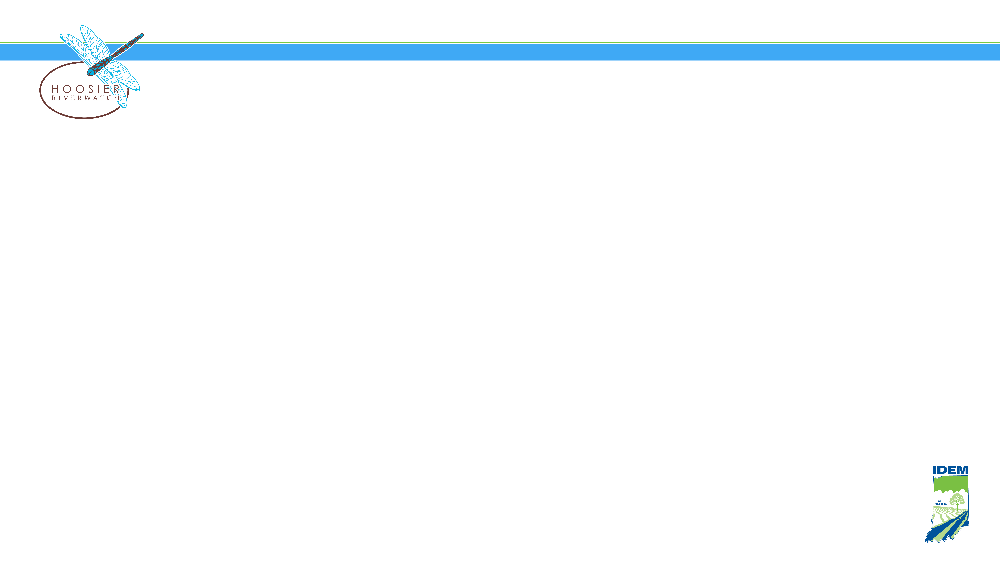 HOOSIER
RIVERWATCH
IDEM
EST.
1986